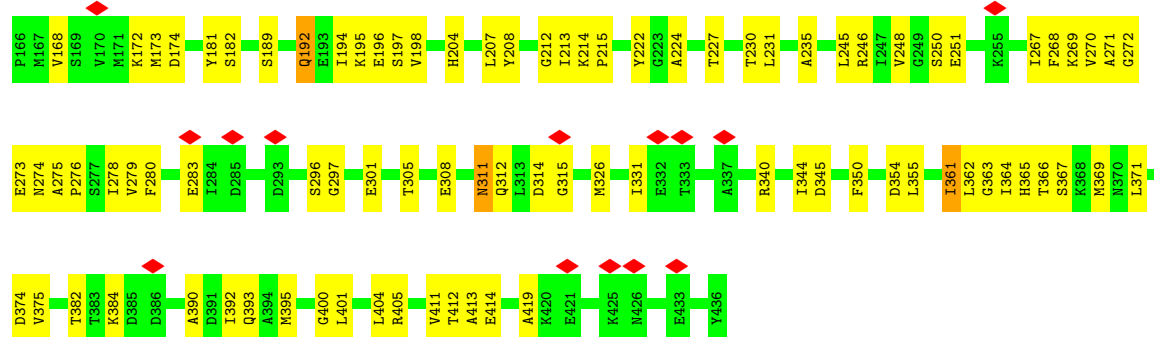 P166 M167 V168 S169 V170 M171 K172 M173 D174 Y181 S182 S189 Q192 E193 I194 K195 E196 S197 V198 H204 L207 Y208 G212 I213 K214 P215 Y222 G223 A224 T227 T230 L231 A235 L245 R246 I247 V248 G249 S250 E251 K255 I267 F268 K269 V270 A271 G272
E273 N274 A275 P276 S277 I278 V279 F280 E283 I284 D285 D293 S296 G297 E301 T305 E308 N311 Q312 L313 D314 G315 M326 I331 E332 T333 A337 R340 I344 D345 F350 D354 L355 I361 L362 G363 I364 H365 T366 S367 K368 M369 N370 L371
D374 V375 T382 T383 K384 D385 D386 A390 D391 I392 Q393 A394 M395 G400 L401 L404 R405 V411 T412 A413 E414 A419 K420 E421 K425 N426 E433 Y436